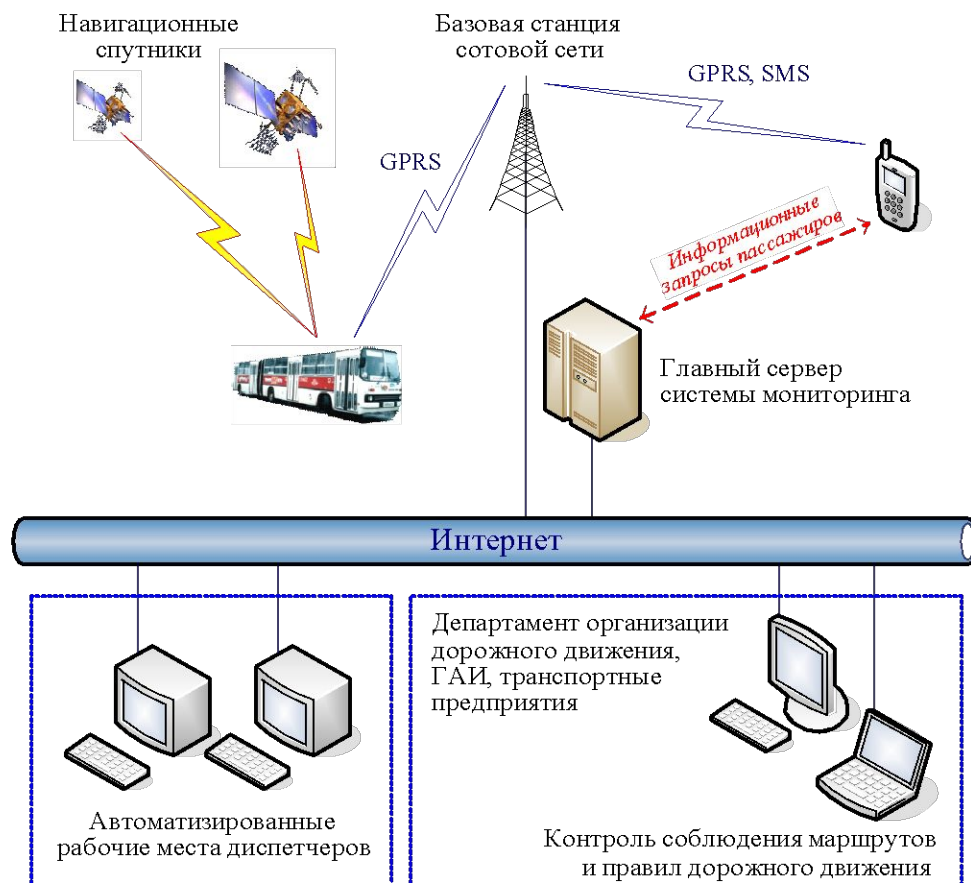 Навигационные
спутники
Базовая станция
сотовой сети
GPRS, SMS
GPRS
Информационные
запросы пассажиров
Главный сервер
системы мониторинга
Интернет
Департамент организации
дорожного движения,
ГАИ, транспортные
предприятия
Автоматизированные
рабочие места диспетчеров
Контроль соблюдения маршрутов
и правил дорожного движения